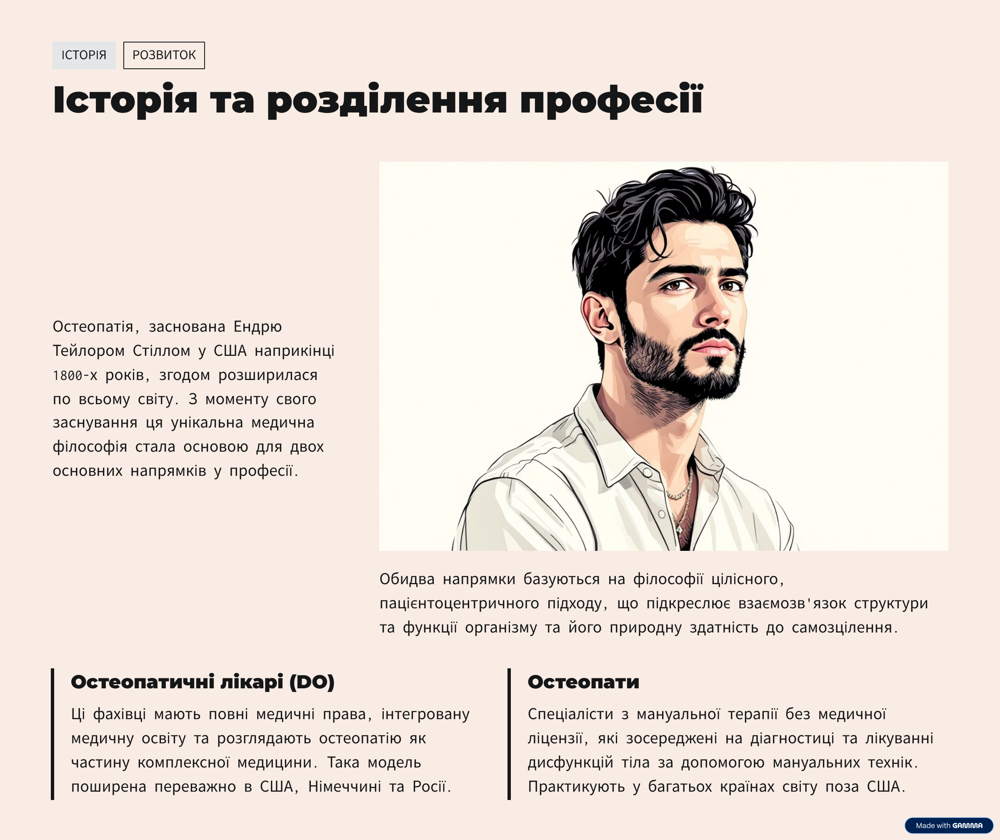 ІСТОРІЯ
РОЗВИТОК
Історія та розділення професії
Остеопатія, заснована Ендрю
Тейлором Стіллом у США наприкінці
1800-х років, згодом розширилася
по всьому світу. З моменту свого
заснування ця унікальна медична
філософія стала основою для двох
основних напрямків у професії.
Обидва напрямки базуються на філософії цілісного,
пацієнтоцентричного підходу, що підкреслює взаємозв'язок структури
та функції організму та його природну здатність до самозцілення.
Остеопатичні лікарі (DO)
Ці фахівці мають повні медичні права, інтегровану
медичну освіту та розглядають остеопатію як
частину комплексної медицини. Така модель
поширена переважно в США, Німеччині та Росії.
Остеопати
Спеціалісти з мануальної терапії без медичної
ліцензії, які зосереджені на діагностиці та лікуванні
дисфункцій тіла за допомогою мануальних технік.
Практикують у багатьох країнах світу поза США.
Made with GAMMA